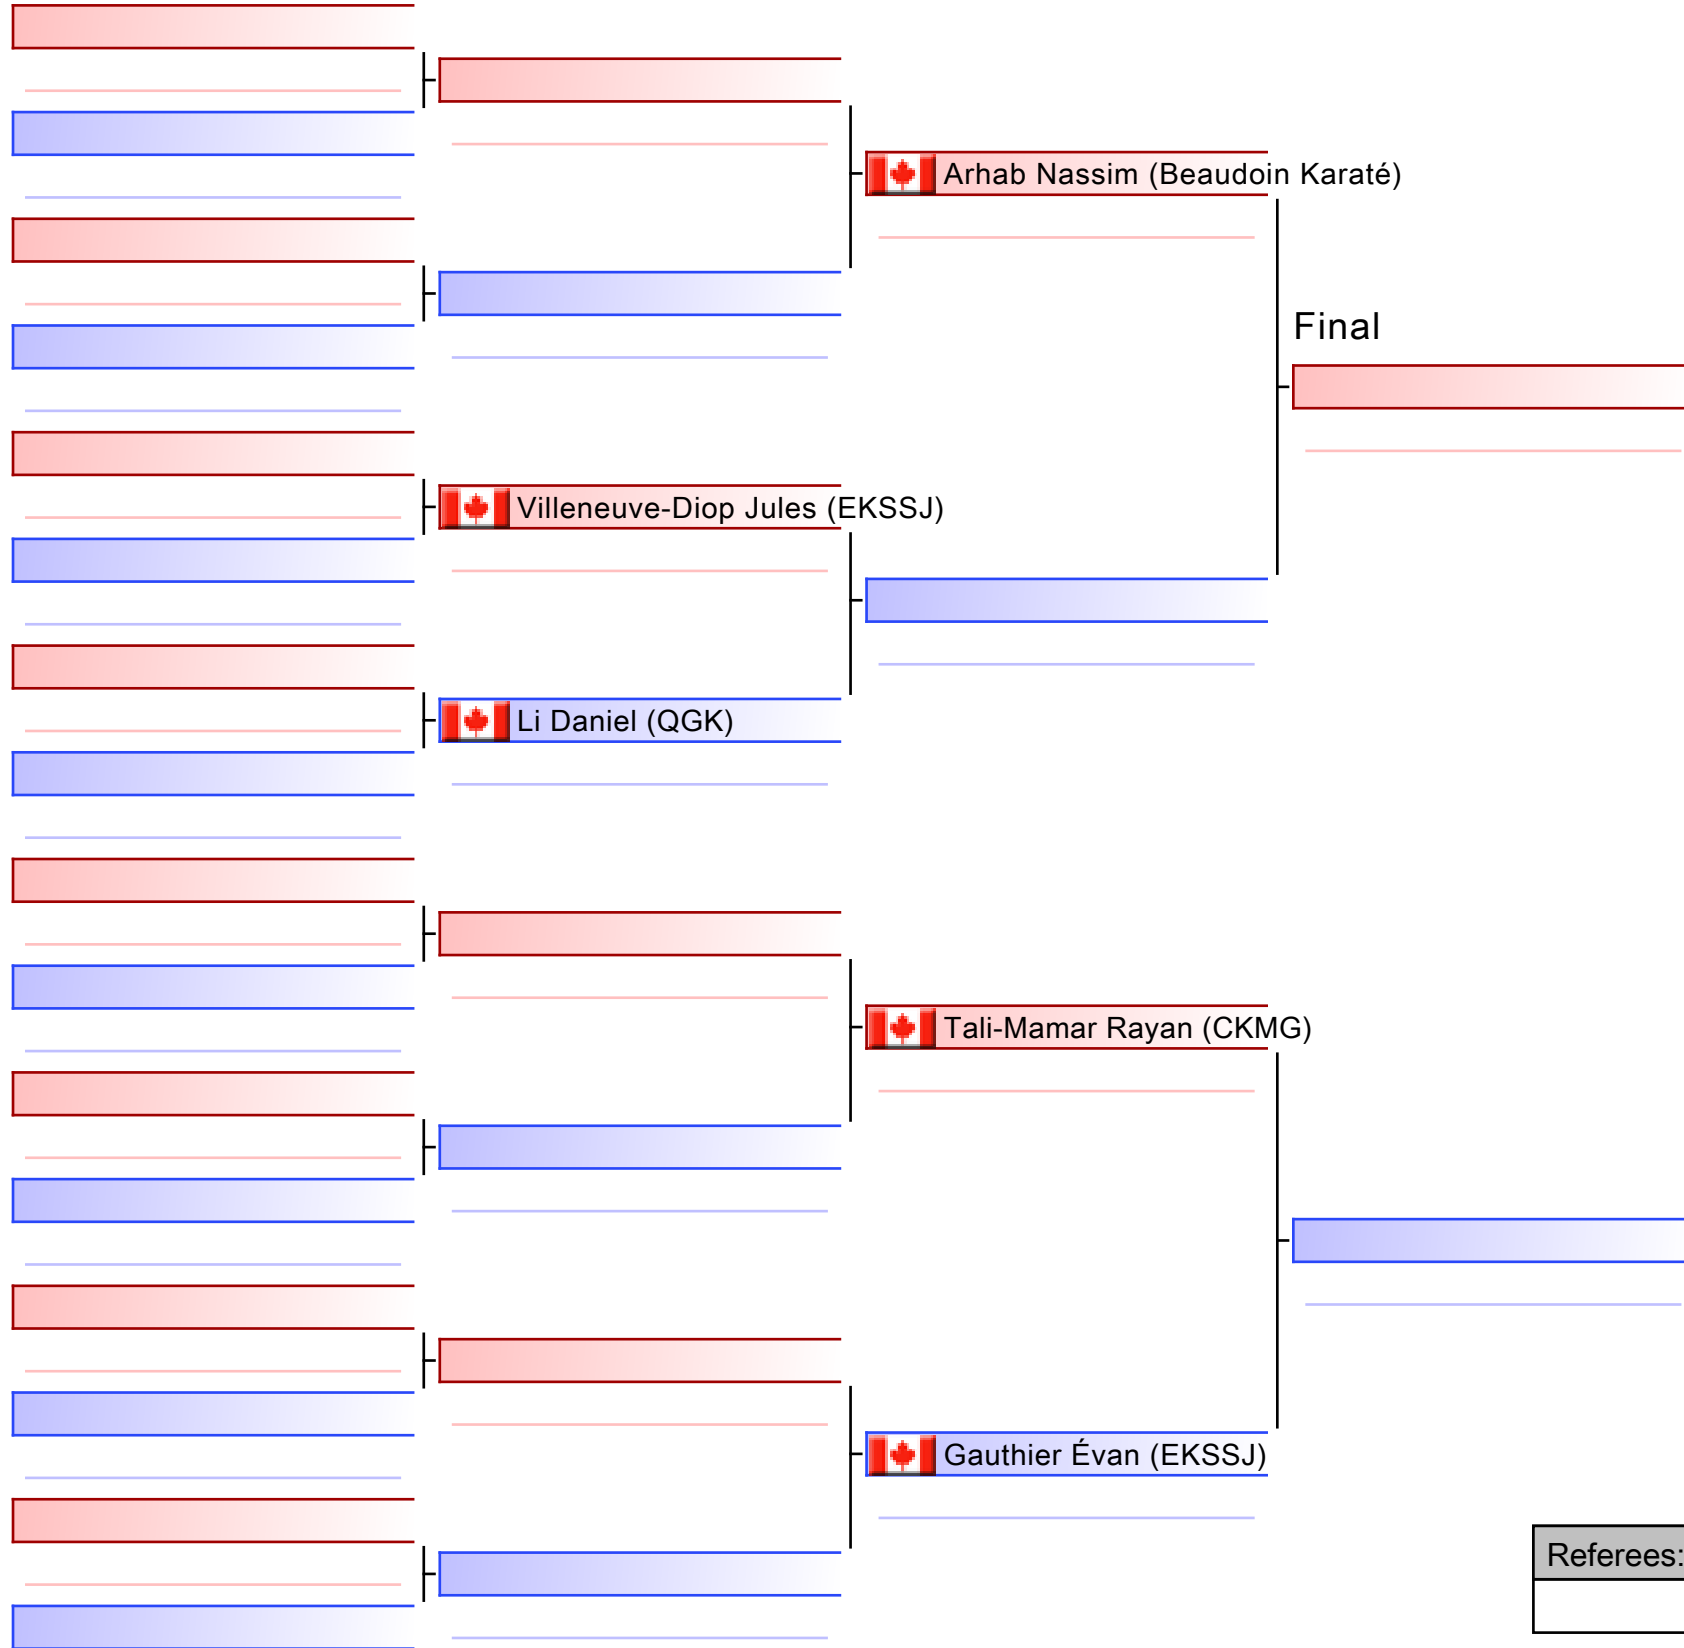 Arhab Nassim (Beaudoin Karaté)
Final
Villeneuve-Diop Jules (EKSSJ)
Li Daniel (QGK)
Tali-Mamar Rayan (CKMG)
Gauthier Évan (EKSSJ)
Referees: